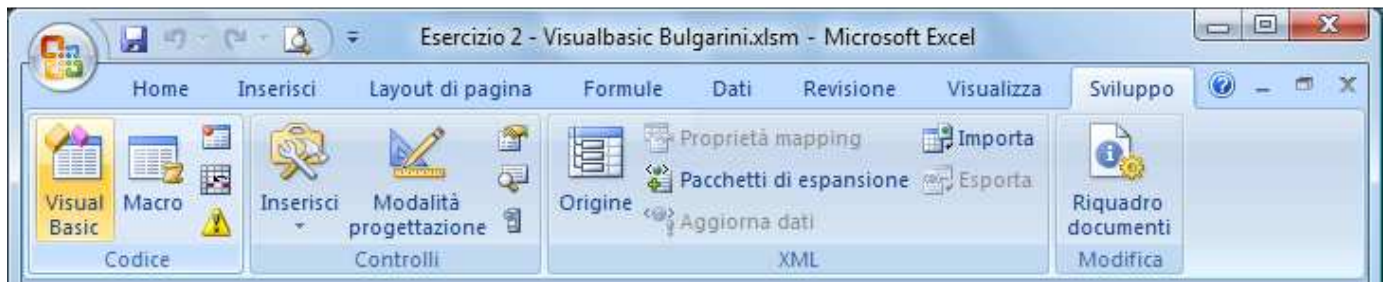 Esercizio 2 - Visualbasic Bulgarini.xlsm - Microsoft Excel
Home Inserisci Layout di pagina Formule Dati Revisione Visualizza Sviluppo
Visual Basic
Macro
Codice
Inserisci
Modalità progettazione
Controlli
Origine
Proprietà mapping
Pacchetti di espansione
Aggiorna dati
Importa
Esporta
XML
Riquadro documenti
Modifica